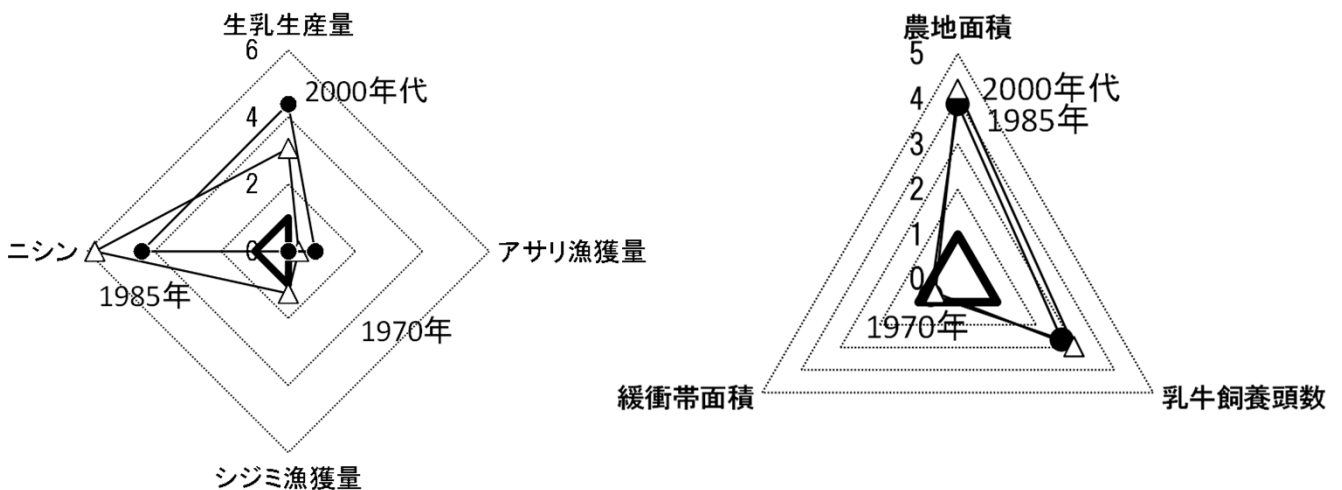 生乳生産量
6
2000年代
4
2
ニシン
0
アサリ漁獲量
1985年
1970年
シジミ漁獲量
農地面積
5
2000年代
4
1985年
3
2
1
0
1970年
緩衝帯面積
乳牛飼養頭数